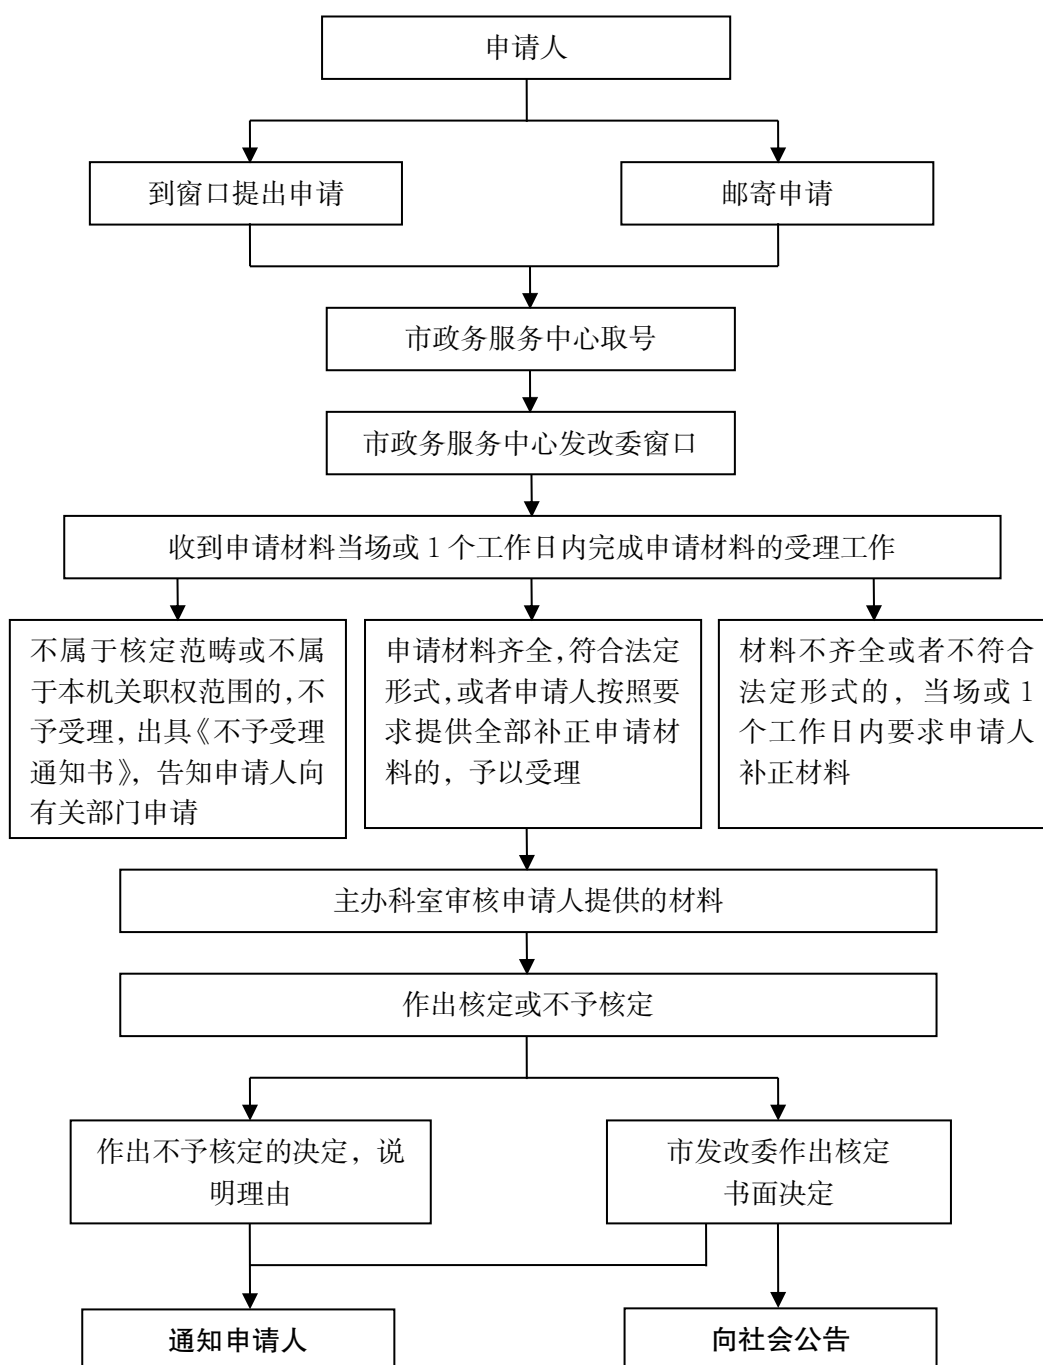 申请人
到窗口提出申请
邮寄申请
市政务服务中心取号
市政务服务中心发改委窗口
收到申请材料当场或 1 个工作日内完成申请材料的受理工作
不属于核定范畴或不属
于本机关职权范围的,不
予受理, 出具《不予受理
通知书》, 告知申请人向
有关部门申请
申请材料齐全,符合法定
形式,或者申请人按照要
求提供全部补正申请材
料的, 予以受理
材料不齐全或者不符合
法定形式的, 当场或 1
个工作日内要求申请人
补正材料
主办科室审核申请人提供的材料
作出核定或不予核定
作出不予核定的决定, 说
明理由
市发改委作出核定
书面决定
通知申请人
向社会公告